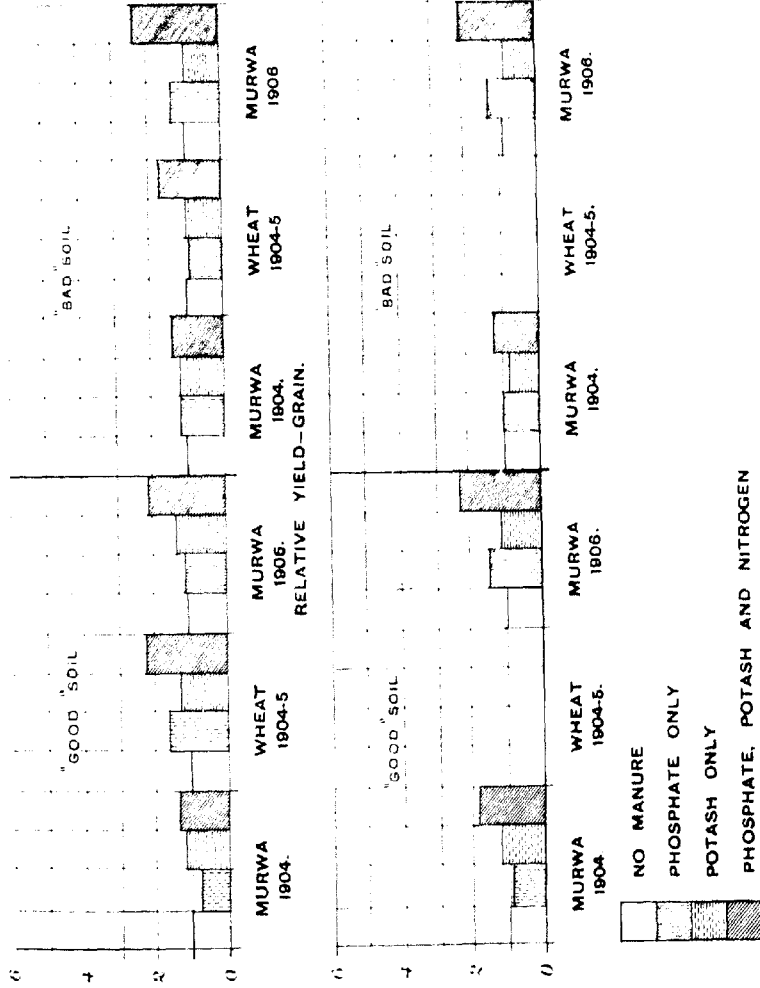 6
4
2
0
"GOOD "SOIL
"BAD "SOIL
MURWA
1904.
WHEAT
1904-5
MURWA
1906.
MURWA
1904.
WHEAT
1904-5
MURWA
1906
RELATIVE YIELD-GRAIN.
6
4
2
0
"GOOD "SOIL
"BAD "SOIL
MURWA
1904
WHEAT
1904-5.
MURWA
1906.
MURWA
1904.
WHEAT
1904-5.
MURWA
1906.
NO MANURE
PHOSPHATE ONLY
POTASH ONLY
PHOSPHATE, POTASH AND NITROGEN